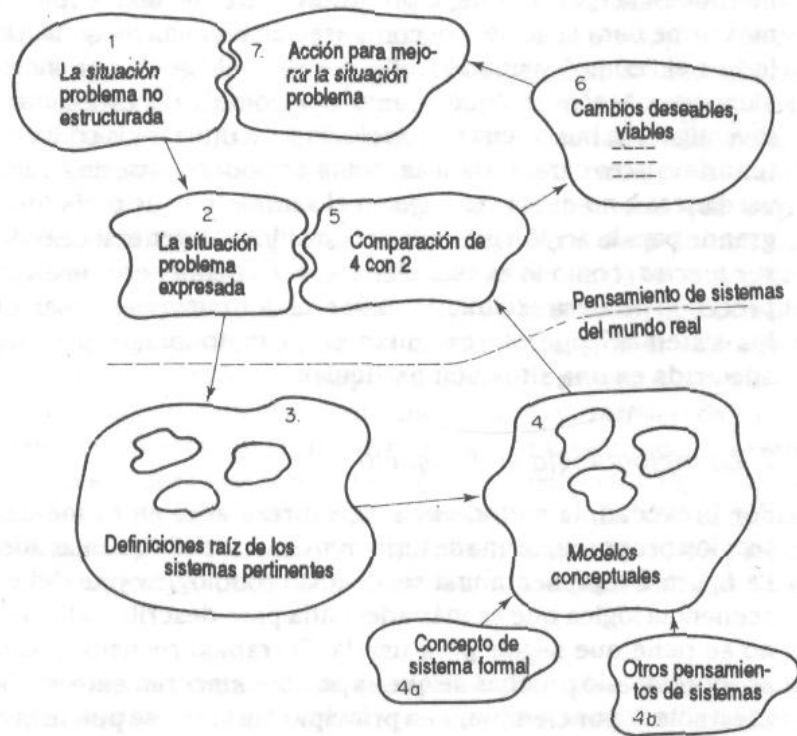 1
La situación
problema no
estructurada
7.
Acción para mejo-
rar la situación
problema
6
Cambios deseables,
viables
2
La situación
problema
expresada
5
Comparación de
4 con 2
Pensamiento de sistemas
del mundo real
3.
Definiciones raíz de los
sistemas pertinentes
4.
Modelos
conceptuales
Concepto de
sistema formal
4a
Otros pensamien-
tos de sistemas
4b